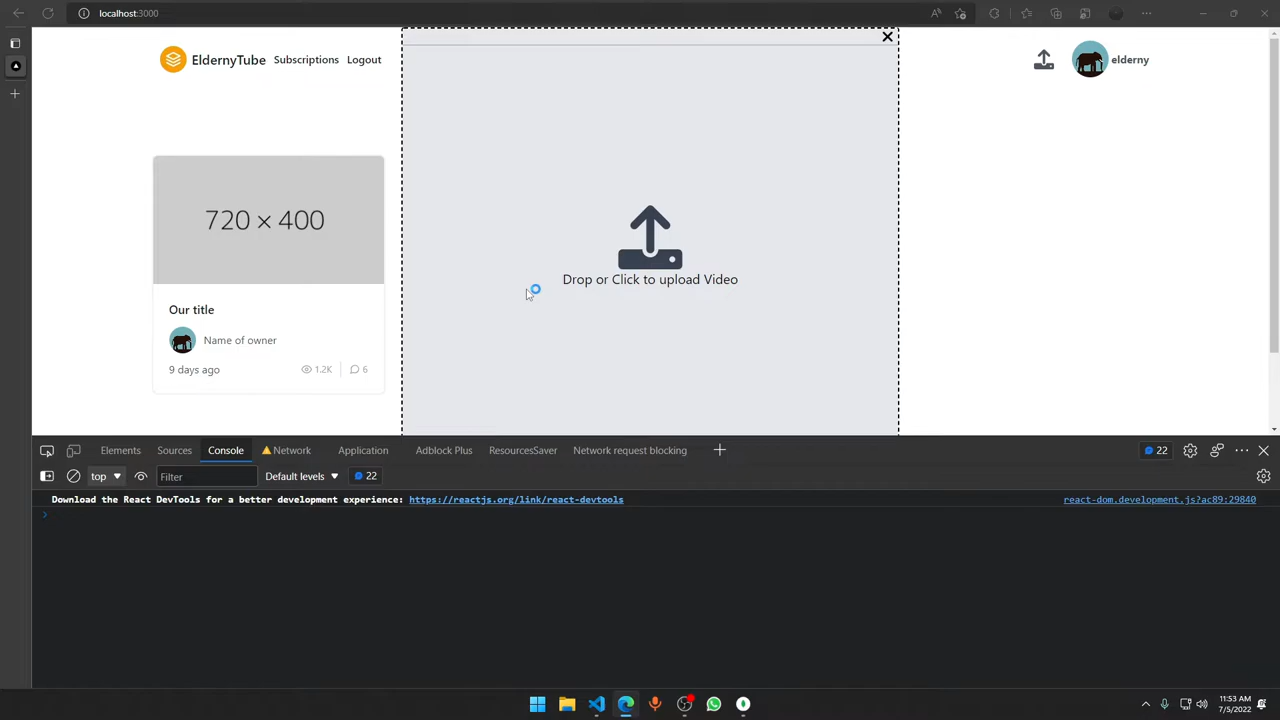 localhost:3000
EldernyTube
Subscriptions
Logout
elderny
720 × 400
Drop or Click to upload Video
Our title
Name of owner
9 days ago
1.2K
6
Elements
Sources
Console
Network
Application
Adblock Plus
ResourcesSaver
Network request blocking
22
top
Filter
Default levels
22
Download the React DevTools for a better development experience: https://reactjs.org/link/react-devtools
react-dom.development.js?ac89:29840
11:53 AM
7/5/2022